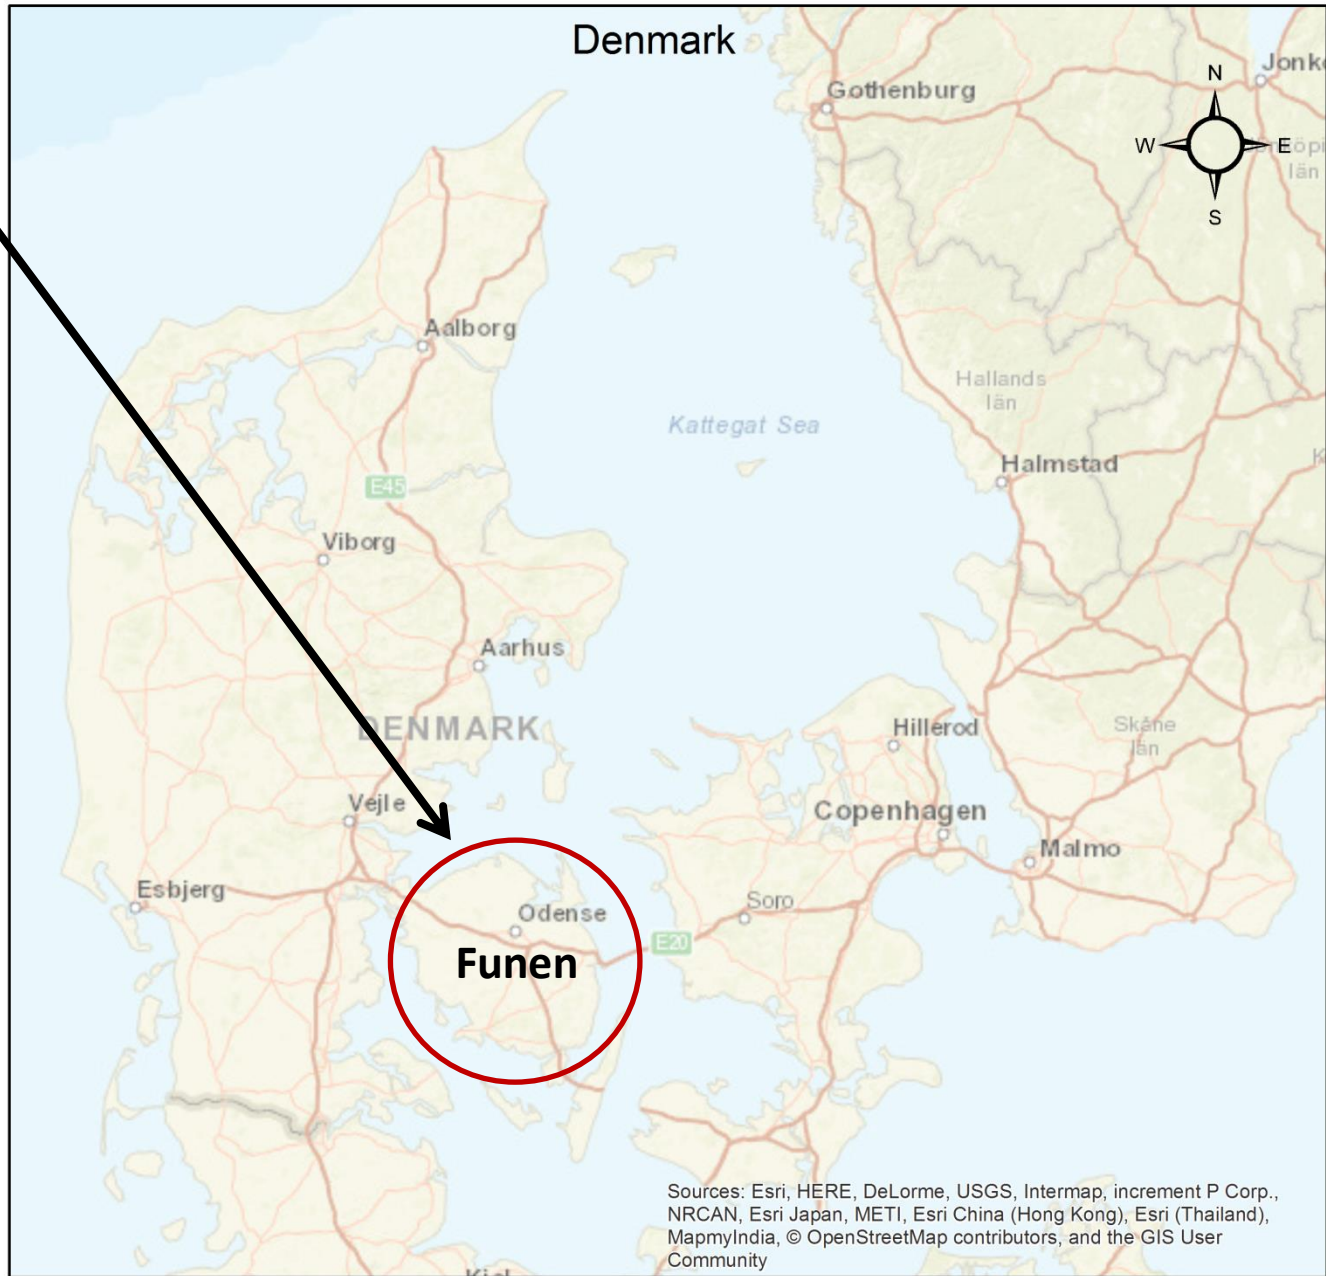 Denmark
Gothenburg
Jonk
N
W
E
S
Aalborg
Hallands
län
Kattegat Sea
Halmstad
E45
Viborg
Aarhus
DENMARK
Hillerod
Skåne
län
Vejle
Copenhagen
Malmo
Esbjerg
Soro
Odense
E20
Funen
Sources: Esri, HERE, DeLorme, USGS, Intermap, increment P Corp.,
NRCAN, Esri Japan, METI, Esri China (Hong Kong), Esri (Thailand),
MapmyIndia, © OpenStreetMap contributors, and the GIS User
Community